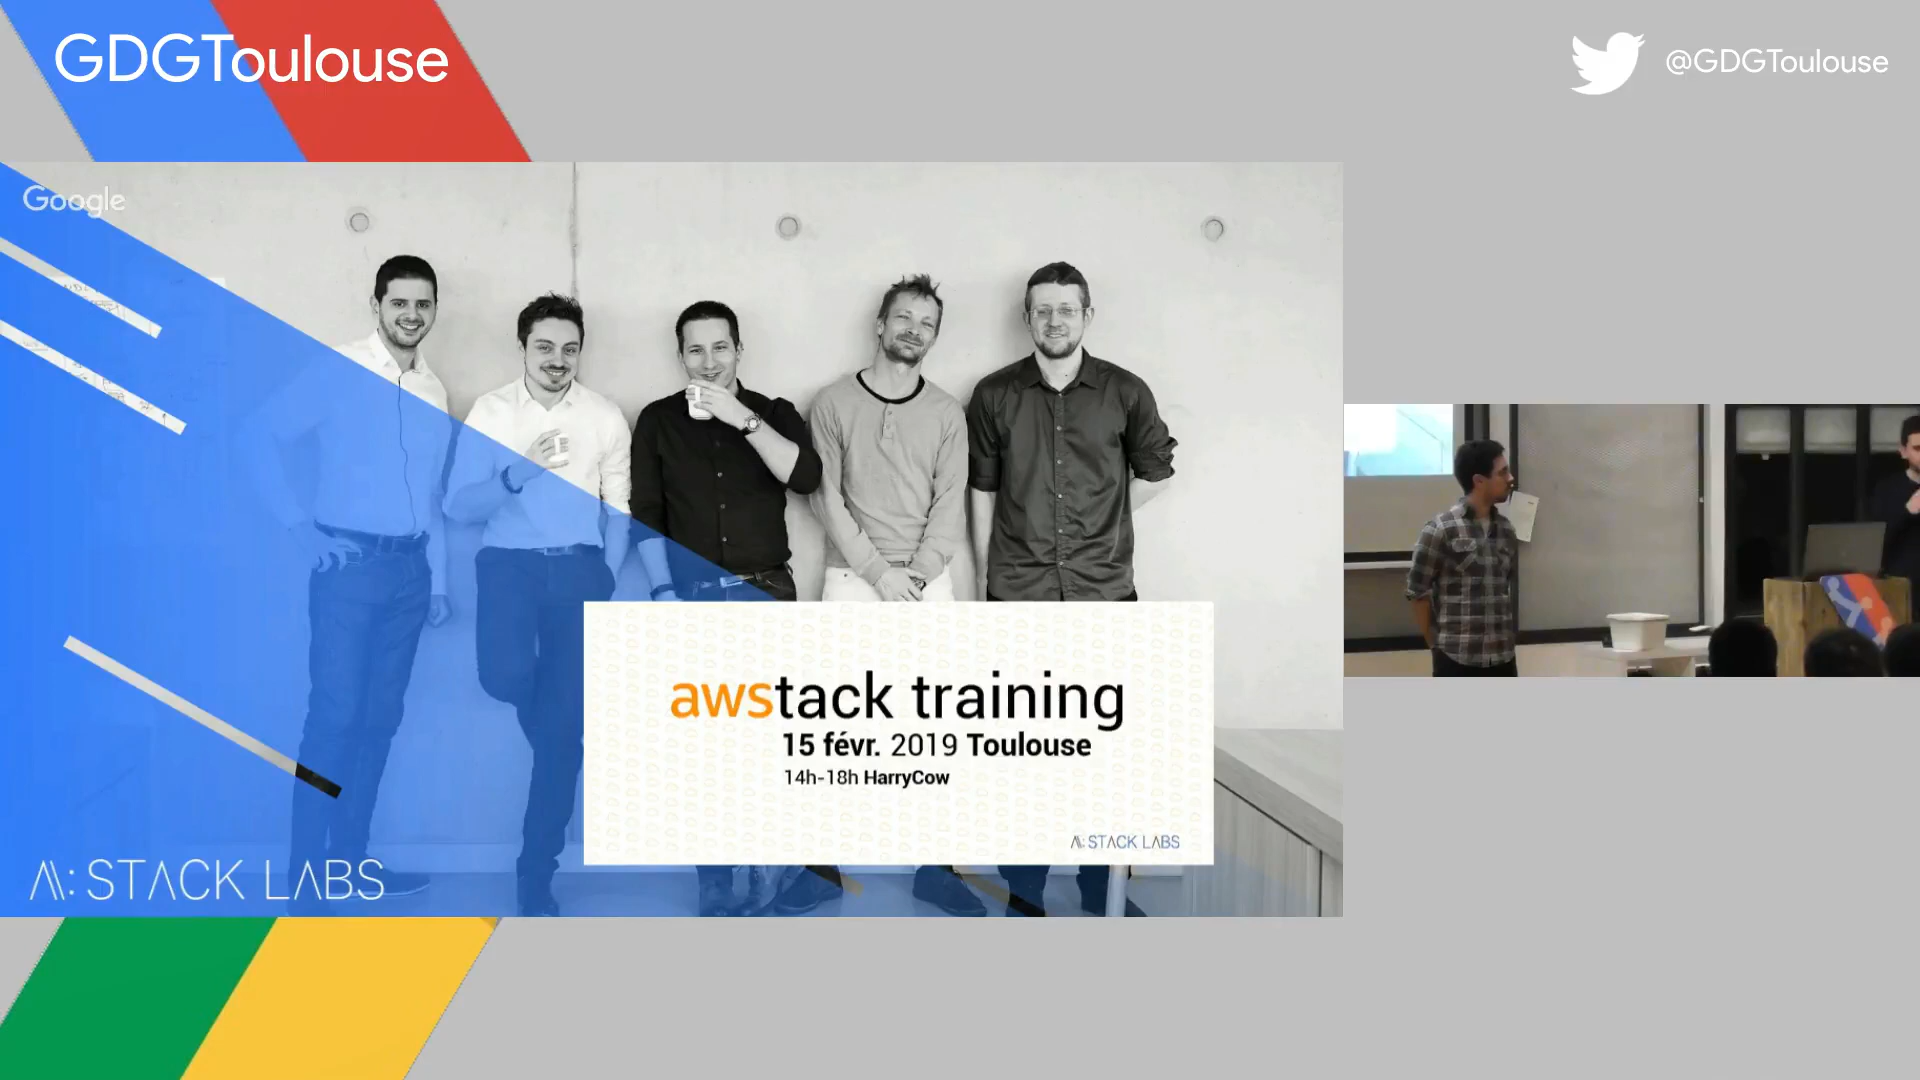 GDGToulouse
@GDGToulouse
Google
awstack training
15 févr. 2019 Toulouse
14h-18h HarryCow
STACK LABS
STACK LABS